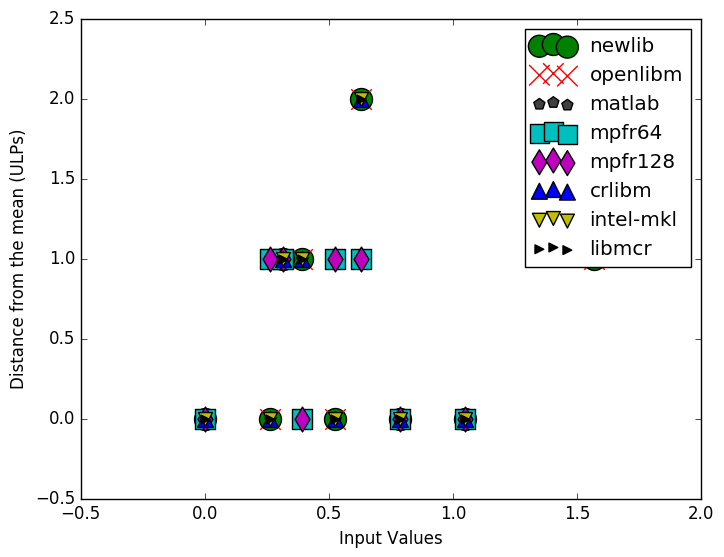 2.5
2.0
1.5
1.0
0.5
0.0
−0.5
−0.5
0.0
0.5
1.0
1.5
2.0
Distance from the mean (ULPs)
Input Values
newlib
openlibm
matlab
mpfr64
mpfr128
crlibm
intel-mkl
libmcr